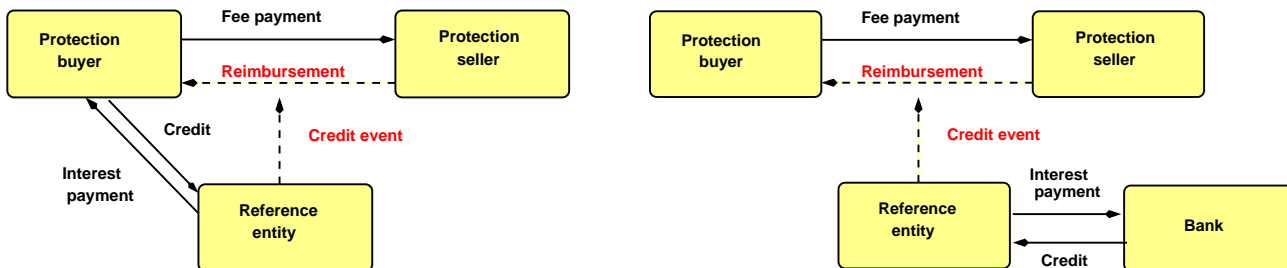 Fee payment
Protection
buyer
Protection
seller
Reimbursement
Credit
Credit event
Interest
payment
Reference
entity
Fee payment
Protection
buyer
Protection
seller
Reimbursement
Credit event
Interest
payment
Reference
entity
Bank
Credit